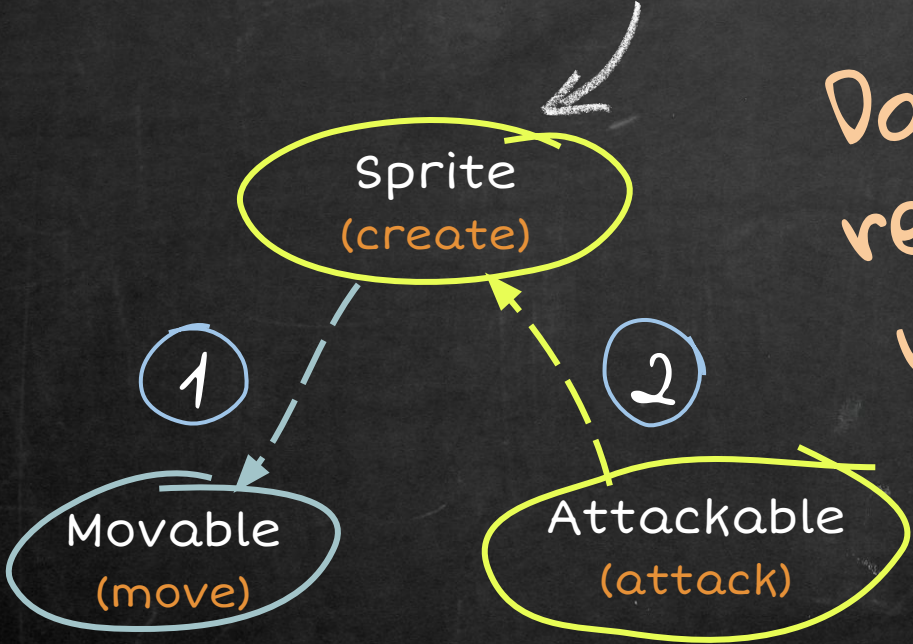 Sprite
(create)
1
2
Movable
(move)
Attackable
(attack)